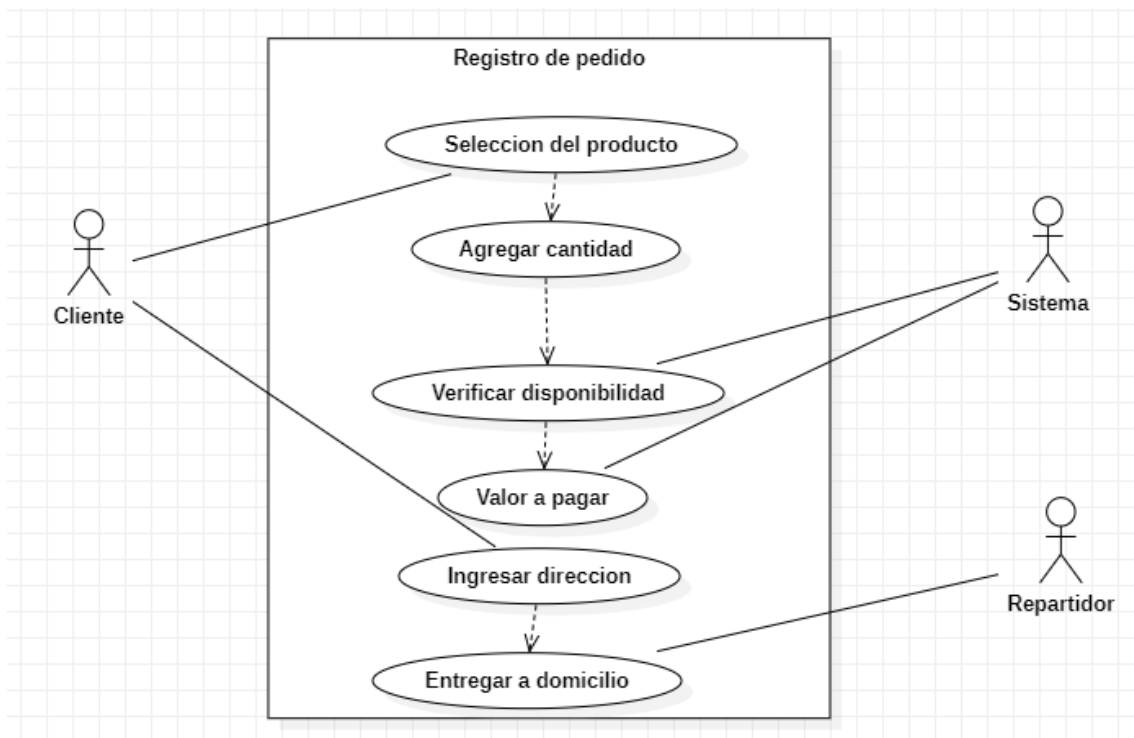 Registro de pedido
Seleccion del producto
Agregar cantidad
Cliente
Sistema
Verificar disponibilidad
Valor a pagar
Ingresar direccion
Repartidor
Entregar a domicilio